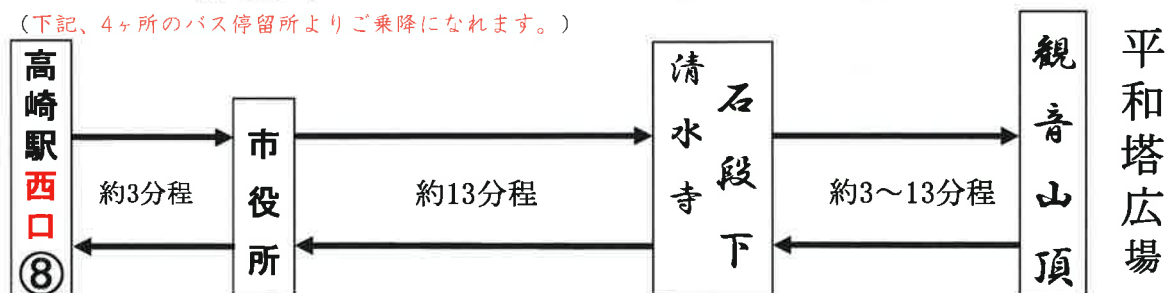 （下記、4ヶ所のバス停留所よりご乗降になれます。）
高崎駅西口⑧
約3分程
市役所
約13分程
清水寺
石段下
約3～13分程
観音山頂
平和塔広場